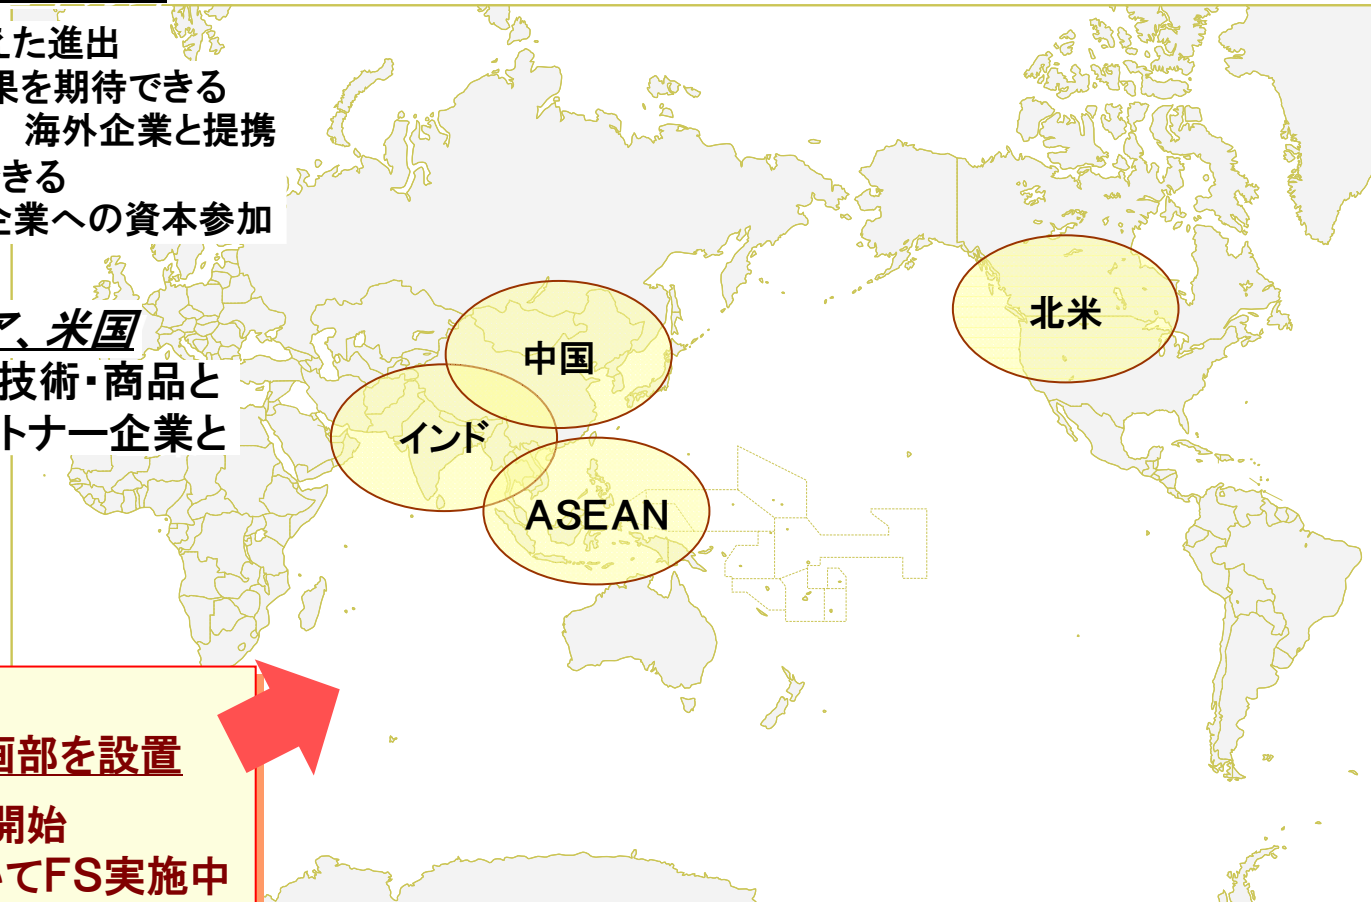 えた進出
果を期待できる
海外企業と提携
きる
企業への資本参加
ア、米国
技術・商品と
トナー企業と
中国
北米
インド
ASEAN
画部を設置
開始
いてFS実施中